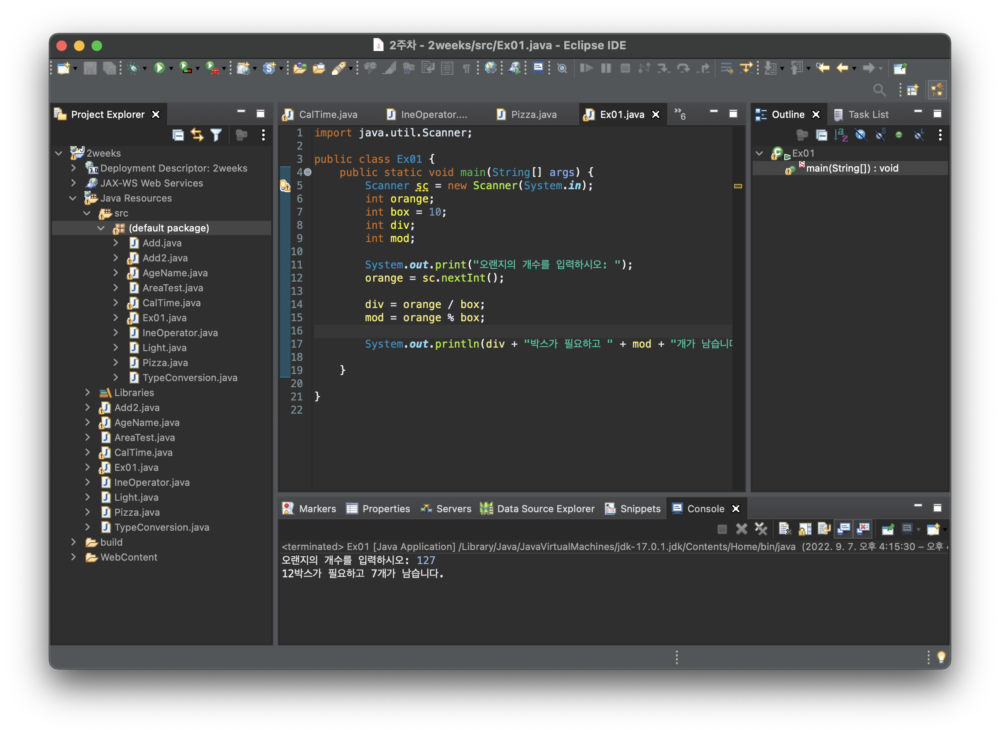 2주차 - 2weeks/src/Ex01.java - Eclipse IDE
Project Explorer
2weeks
Deployment Descriptor: 2weeks
JAX-WS Web Services
Java Resources
src
(default package)
Add.java
Add2.java
AgeName.java
AreaTest.java
CalTime.java
Ex01.java
IneOperator.java
Light.java
Pizza.java
TypeConversion.java
Libraries
Add2.java
AgeName.java
AreaTest.java
CalTime.java
Ex01.java
IneOperator.java
Light.java
Pizza.java
TypeConversion.java
build
WebContent
CalTime.java IneOperator.... Pizza.java Ex01.java »6
1 import java.util.Scanner;
2
3 public class Ex01 {
4 public static void main(String[] args) {
5 Scanner sc = new Scanner(System.in);
6 int orange;
7 int box = 10;
8 int div;
9 int mod;
10
11 System.out.print("오랜지의 개수를 입력하시오: ");
12 orange = sc.nextInt();
13
14 div = orange / box;
15 mod = orange % box;
16
17 System.out.println(div + "박스가 필요하고 " + mod + "개가 남습니
18
19 }
20
21 }
22
Outline Task List
Ex01
main(String[]) : void
Markers Properties Servers Data Source Explorer Snippets Console
<terminated> Ex01 [Java Application] /Library/Java/JavaVirtualMachines/jdk-17.0.1.jdk/Contents/Home/bin/java (2022. 9. 7. 오후 4:15:30 – 오후
오랜지의 개수를 입력하시오: 127
12박스가 필요하고 7개가 남습니다.